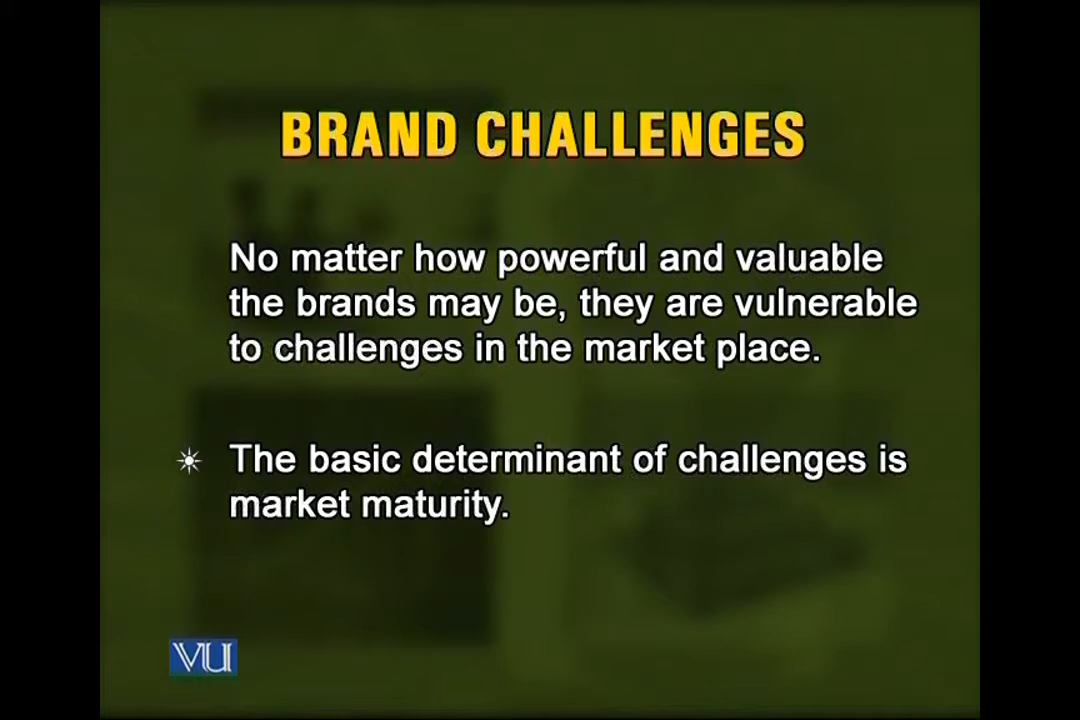 BRAND CHALLENGES
No matter how powerful and valuable
the brands may be, they are vulnerable
to challenges in the market place.
The basic determinant of challenges is
market maturity.
VU